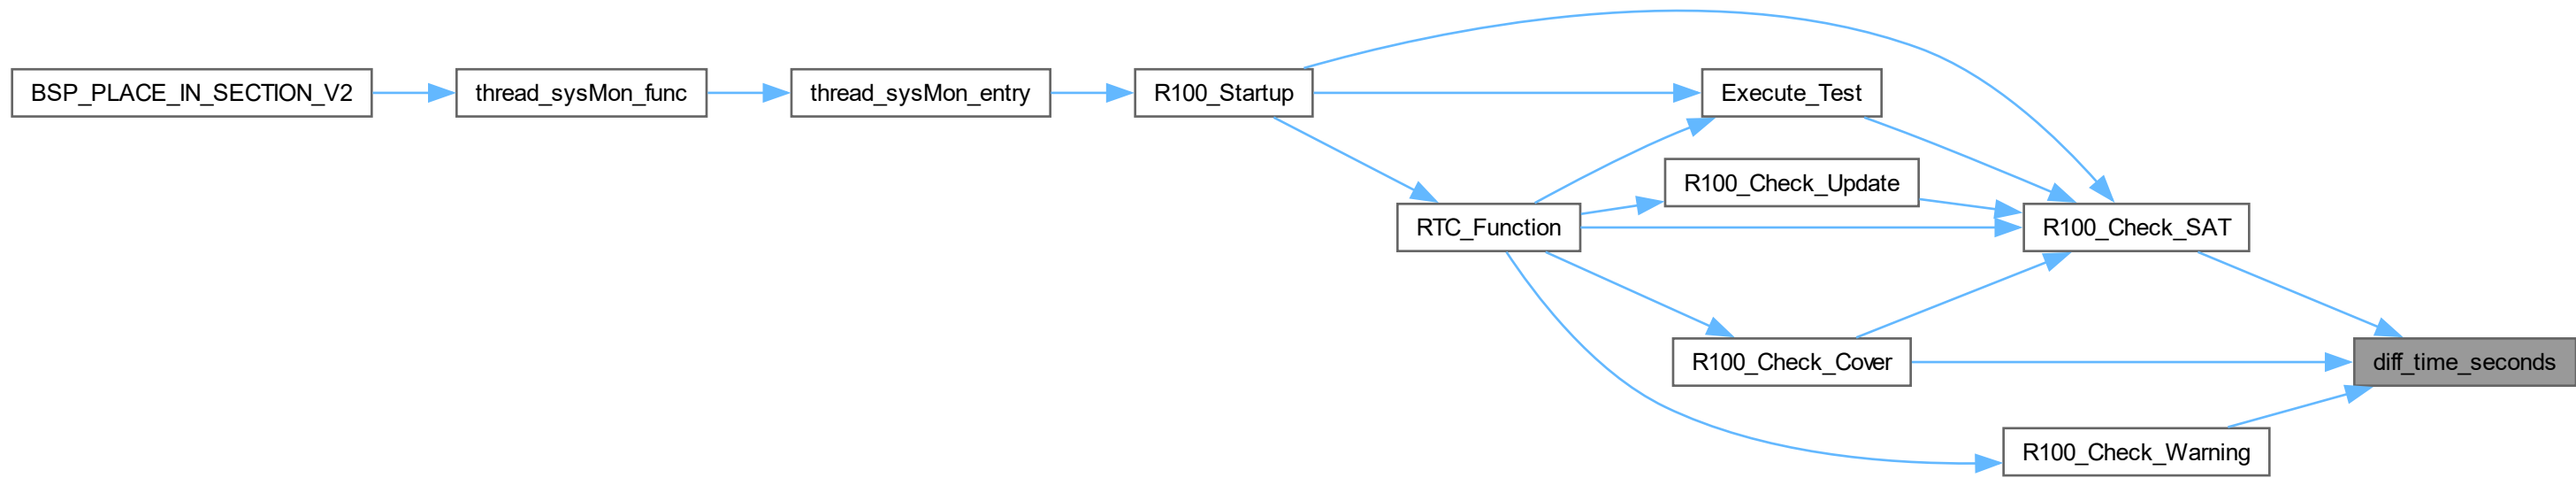 BSP_PLACE_IN_SECTION_V2
thread_sysMon_func
thread_sysMon_entry
R100_Startup
Execute_Test
R100_Check_Update
RTC_Function
R100_Check_SAT
R100_Check_Cover
diff_time_seconds
R100_Check_Warning